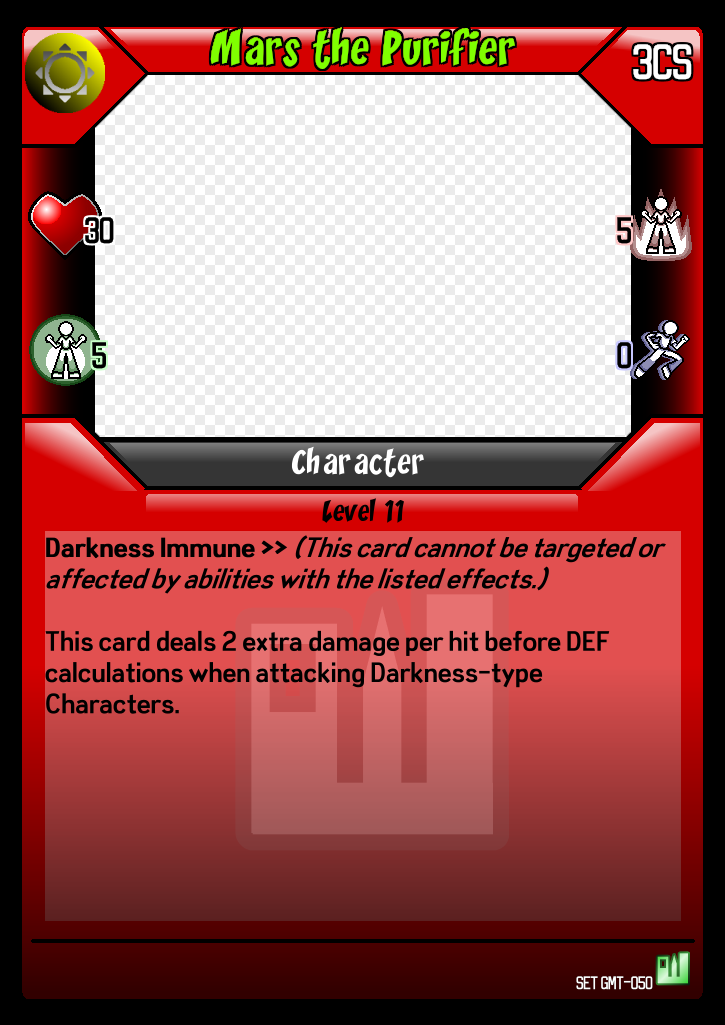 Mars the Purifier
3CS
30
5
5
0
Character
Level 11
Darkness Immune >> (This card cannot be targeted or
affected by abilities with the listed effects.)
This card deals 2 extra damage per hit before DEF
calculations when attacking Darkness-type
Characters.
SET GMT-050